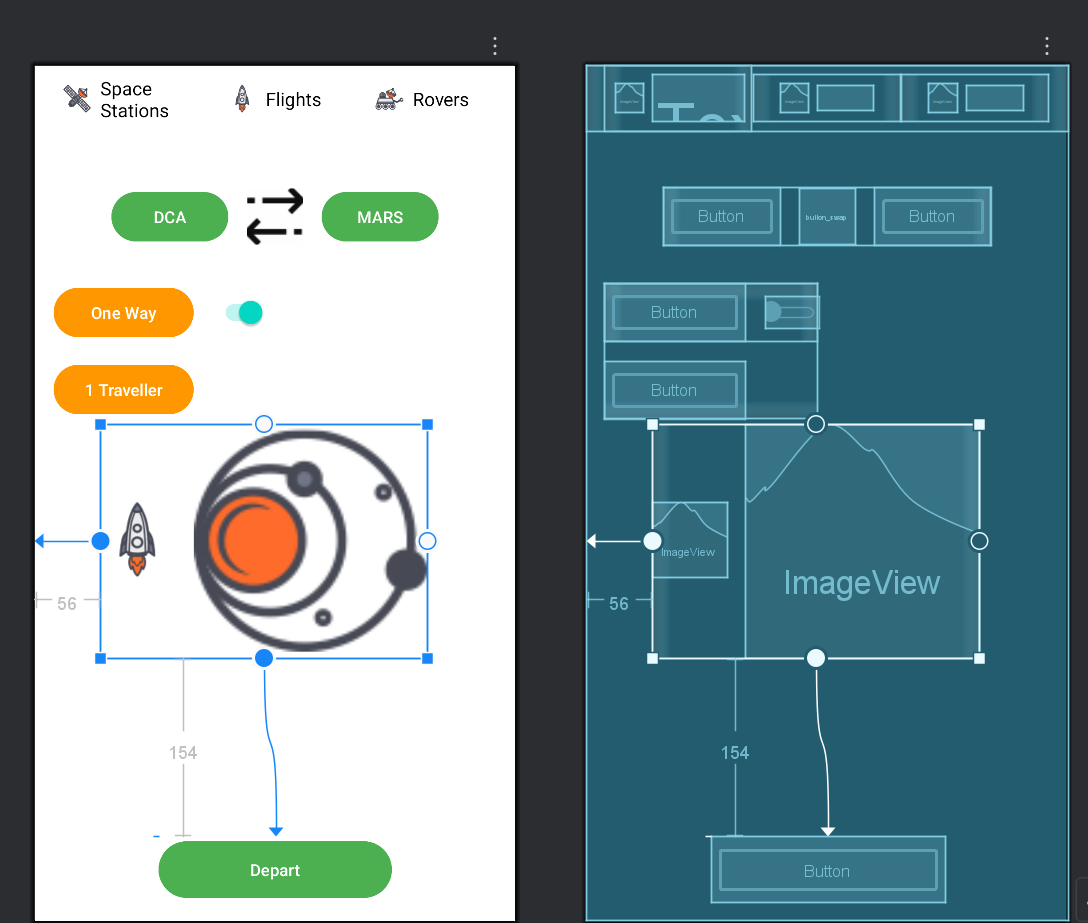 Space
Stations
Flights
Rovers
DCA
MARS
One Way
1 Traveller
56
154
Depart
ImageView
Te
ImageView
ImageView
Button
button_swap
Button
Button
Button
ImageView
ImageView
56
154
Button